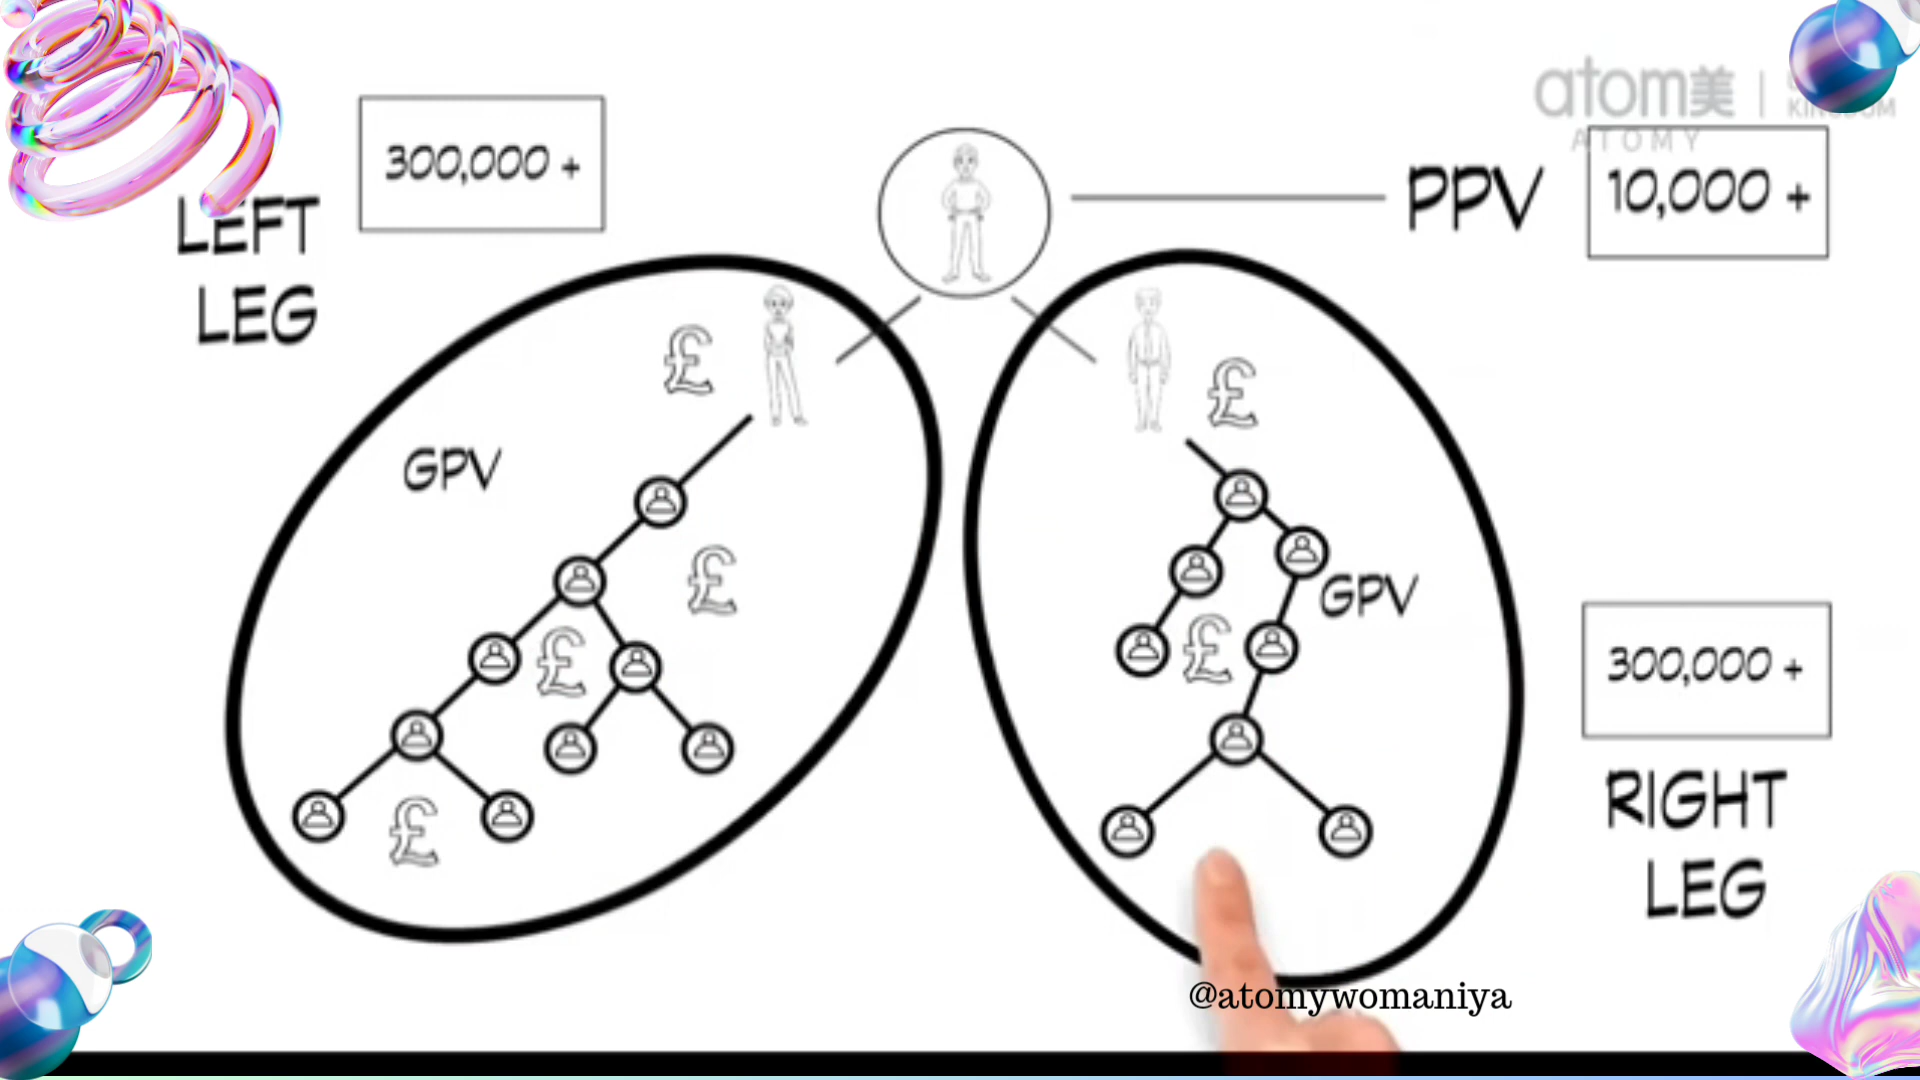 atom美
ATOMY
KINGDOM
300,000 +
LEFT
LEG
PPV
10,000 +
£
£
GPV
£
£
£
GPV
£
£
300,000 +
RIGHT
LEG
@atomywomaniya